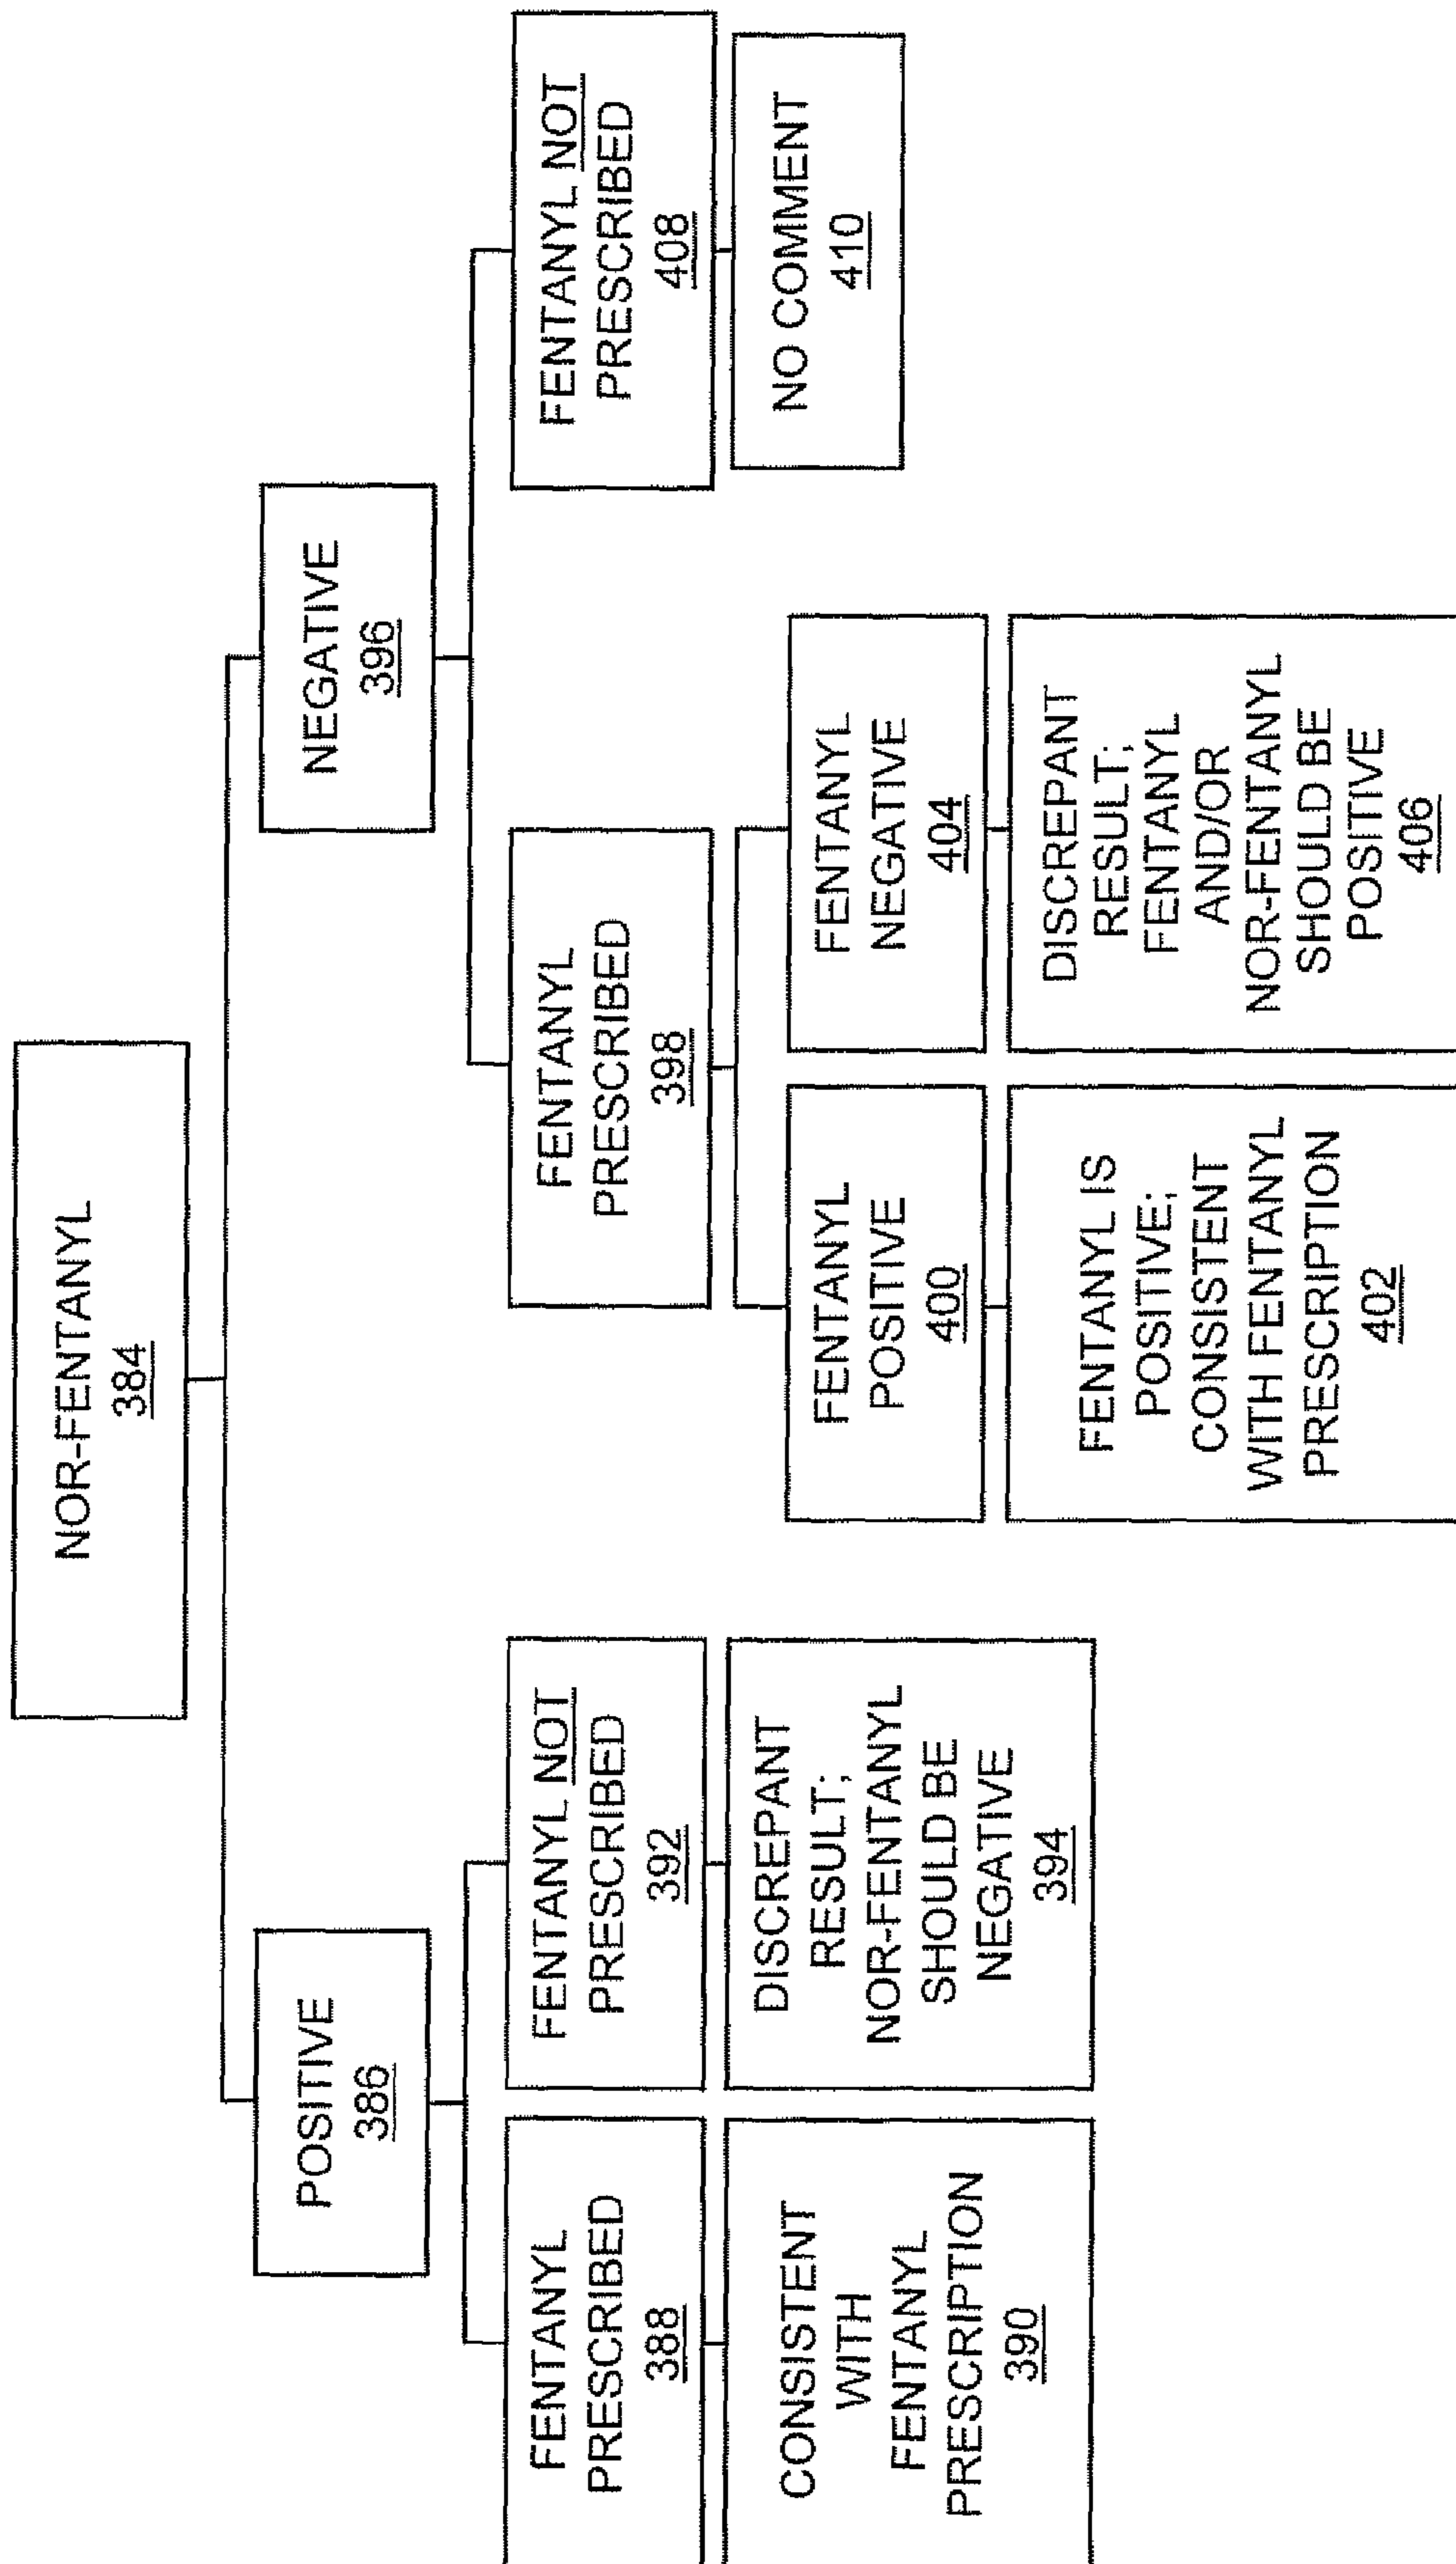 NOR-FENTANYL
384
POSITIVE
386
NEGATIVE
396
FENTANYL
PRESCRIBED
388
FENTANYL NOT
PRESCRIBED
392
FENTANYL
PRESCRIBED
398
FENTANYL NOT
PRESCRIBED
408
CONSISTENT
WITH
FENTANYL
PRESCRIPTION
390
DISCREPANT
RESULT;
NOR-FENTANYL
SHOULD BE
NEGATIVE
394
FENTANYL
POSITIVE
400
FENTANYL
NEGATIVE
404
NO COMMENT
410
FENTANYL IS
POSITIVE;
CONSISTENT
WITH FENTANYL
PRESCRIPTION
402
DISCREPANT
RESULT;
FENTANYL
AND/OR
NOR-FENTANYL
SHOULD BE
POSITIVE
406